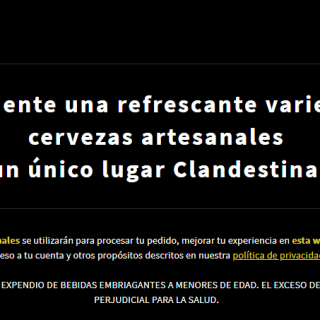 ente una refrescante varie
cervezas artesanales
un único lugar Clandestina
nales se utilizarán para procesar tu pedido, mejorar tu experiencia en esta w
eso a tu cuenta y otros propósitos descritos en nuestra política de privacida
EXPENDIO DE BEBIDAS EMBRIAGANTES A MENORES DE EDAD. EL EXCESO DE
PERJUDICIAL PARA LA SALUD.